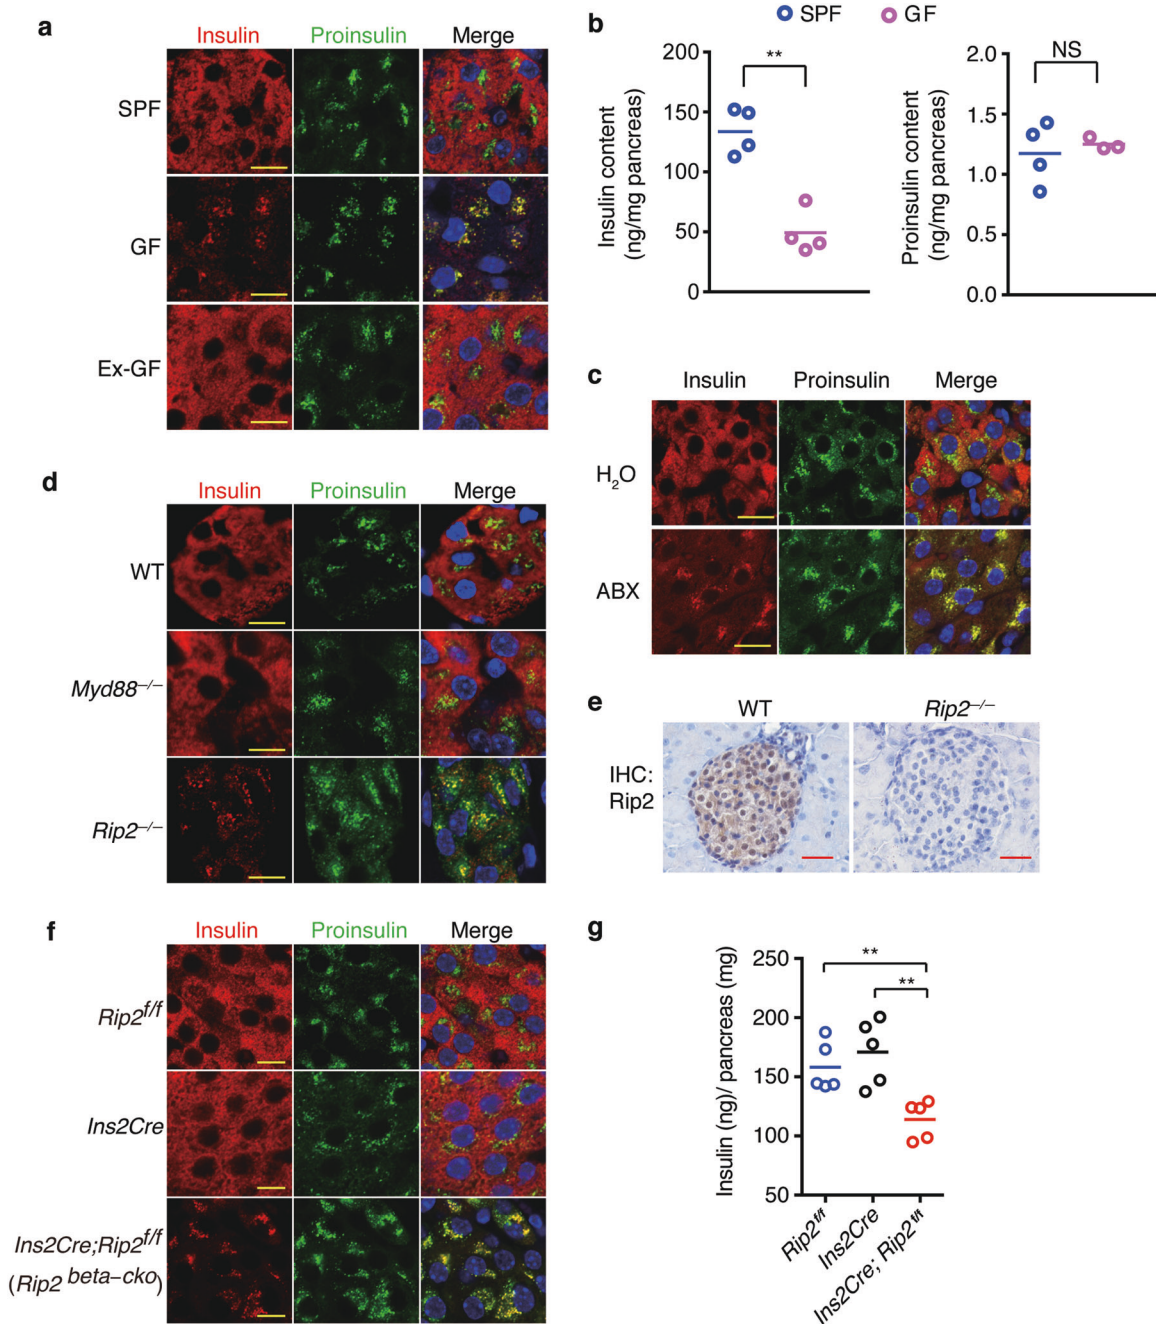 a
Insulin Proinsulin Merge
SPF
GF
Ex-GF
b
SPF GF
Insulin content
(ng/mg pancreas)
200
150
100
50
0
**
Proinsulin content
(ng/mg pancreas)
2.0
1.5
1.0
0.5
0.0
NS
c
Insulin Proinsulin Merge
H₂O
ABX
d
Insulin Proinsulin Merge
WT
Myd88⁻/⁻
Rip2⁻/⁻
e
WT Rip2⁻/⁻
IHC:
Rip2
f
Insulin Proinsulin Merge
Rip2f/f
Ins2Cre
Ins2Cre;Rip2f/f
(Rip2 beta–cko)
g
Insulin (ng)/ pancreas (mg)
250
200
150
100
50
**
**
Rip2f/f
Ins2Cre
Ins2Cre; Rip2f/f